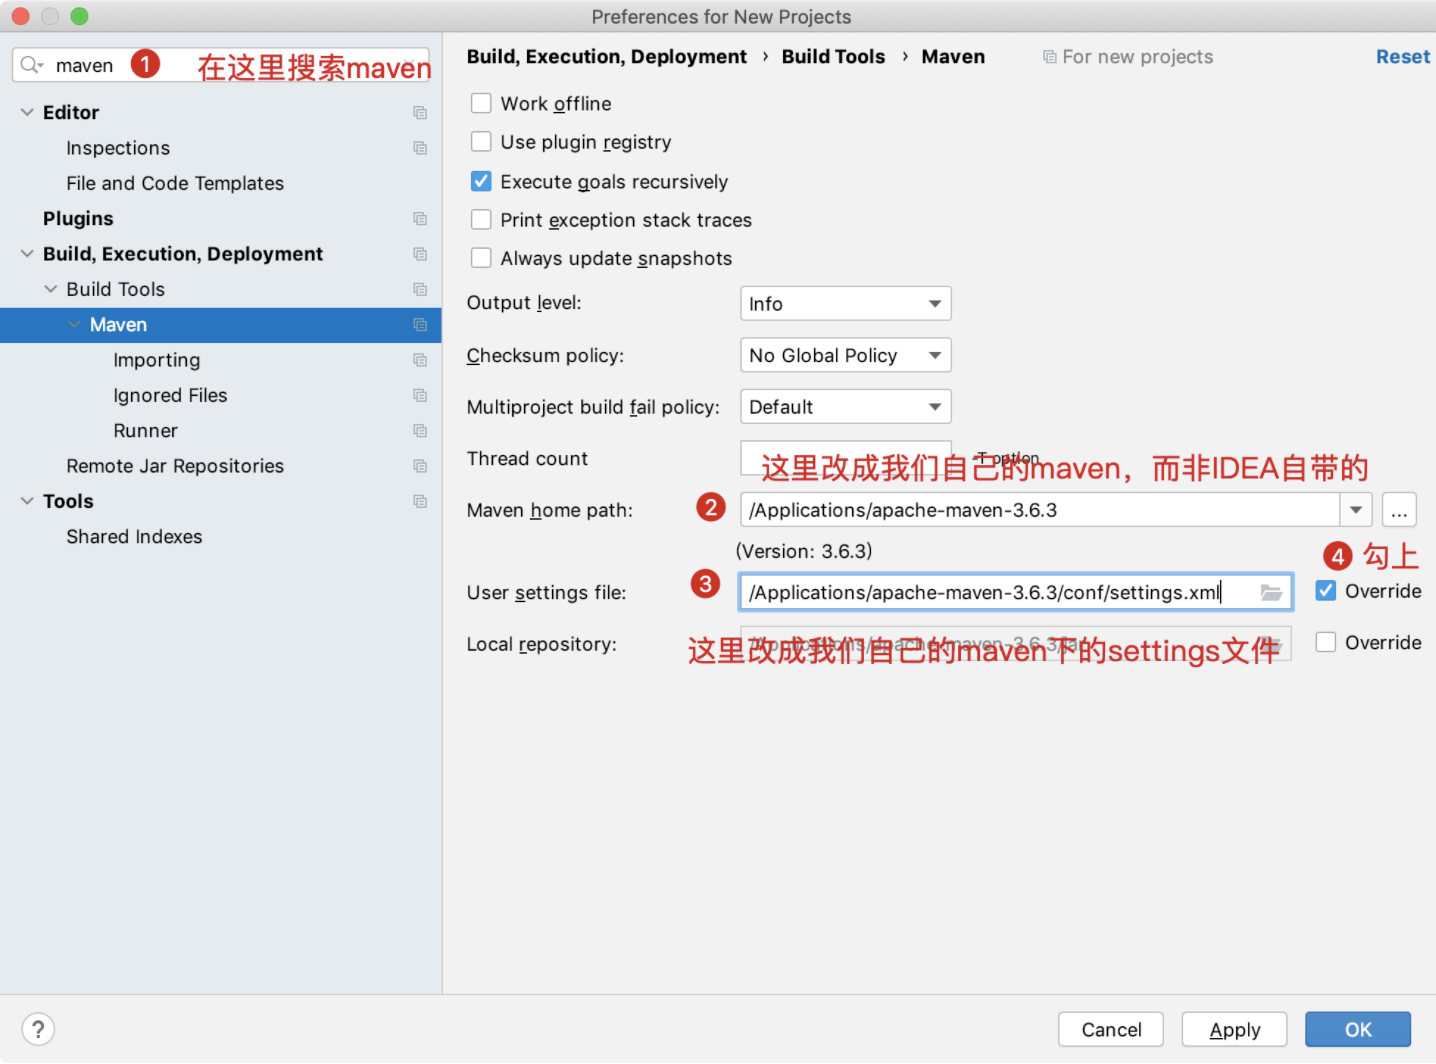 Preferences for New Projects
maven 1 在这里搜索maven
Editor
Inspections
File and Code Templates
Plugins
Build, Execution, Deployment
Build Tools
Maven
Importing
Ignored Files
Runner
Remote Jar Repositories
Tools
Shared Indexes
Build, Execution, Deployment › Build Tools › Maven For new projects Reset
Work offline
Use plugin registry
Execute goals recursively
Print exception stack traces
Always update snapshots
Output level: Info
Checksum policy: No Global Policy
Multiproject build fail policy: Default
Thread count -T option
这里改成我们自己的maven，而非IDEA自带的
Maven home path: 2 /Applications/apache-maven-3.6.3 ...
(Version: 3.6.3)
4 勾上
User settings file: 3 /Applications/apache-maven-3.6.3/conf/settings.xml Override
Local repository: /Applications/apache-maven-3.6.3/jar Override
这里改成我们自己的maven下的settings文件
? Cancel Apply OK